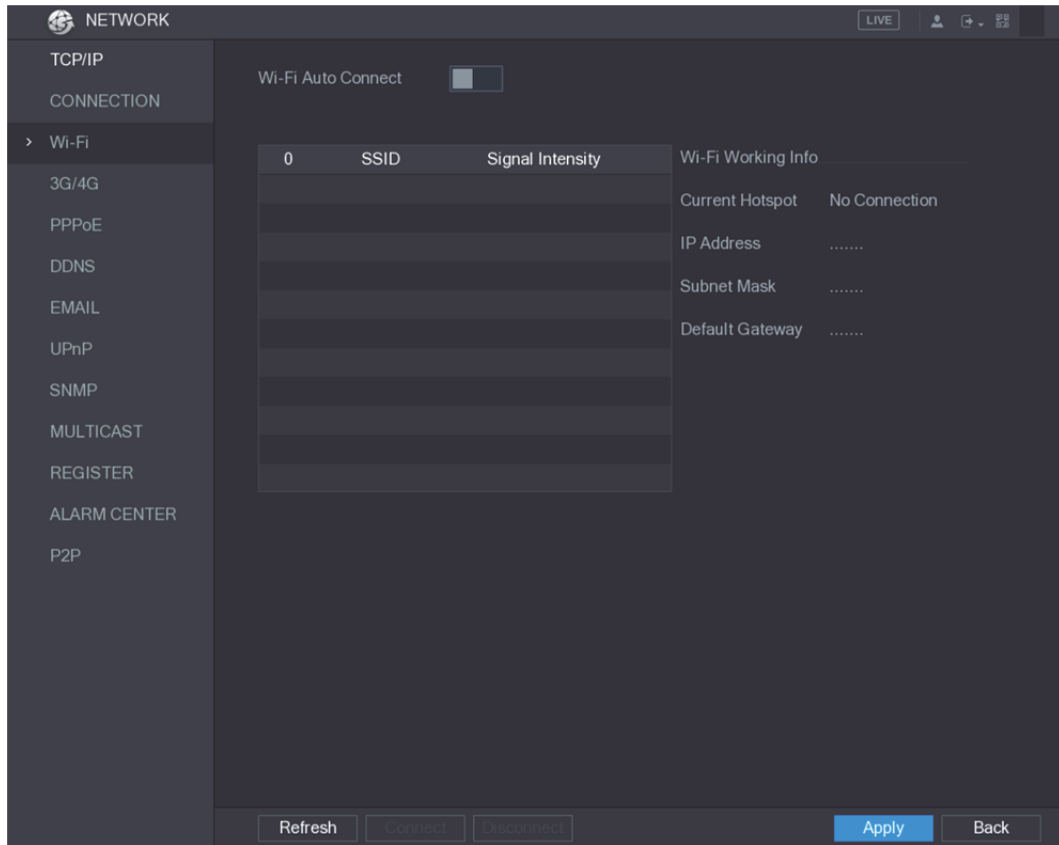 NETWORK
LIVE
TCP/IP
CONNECTION
> Wi-Fi
3G/4G
PPPoE
DDNS
EMAIL
UPnP
SNMP
MULTICAST
REGISTER
ALARM CENTER
P2P
Wi-Fi Auto Connect
0 SSID Signal Intensity
Wi-Fi Working Info
Current Hotspot No Connection
IP Address .......
Subnet Mask .......
Default Gateway .......
Refresh Connect Disconnect Apply Back